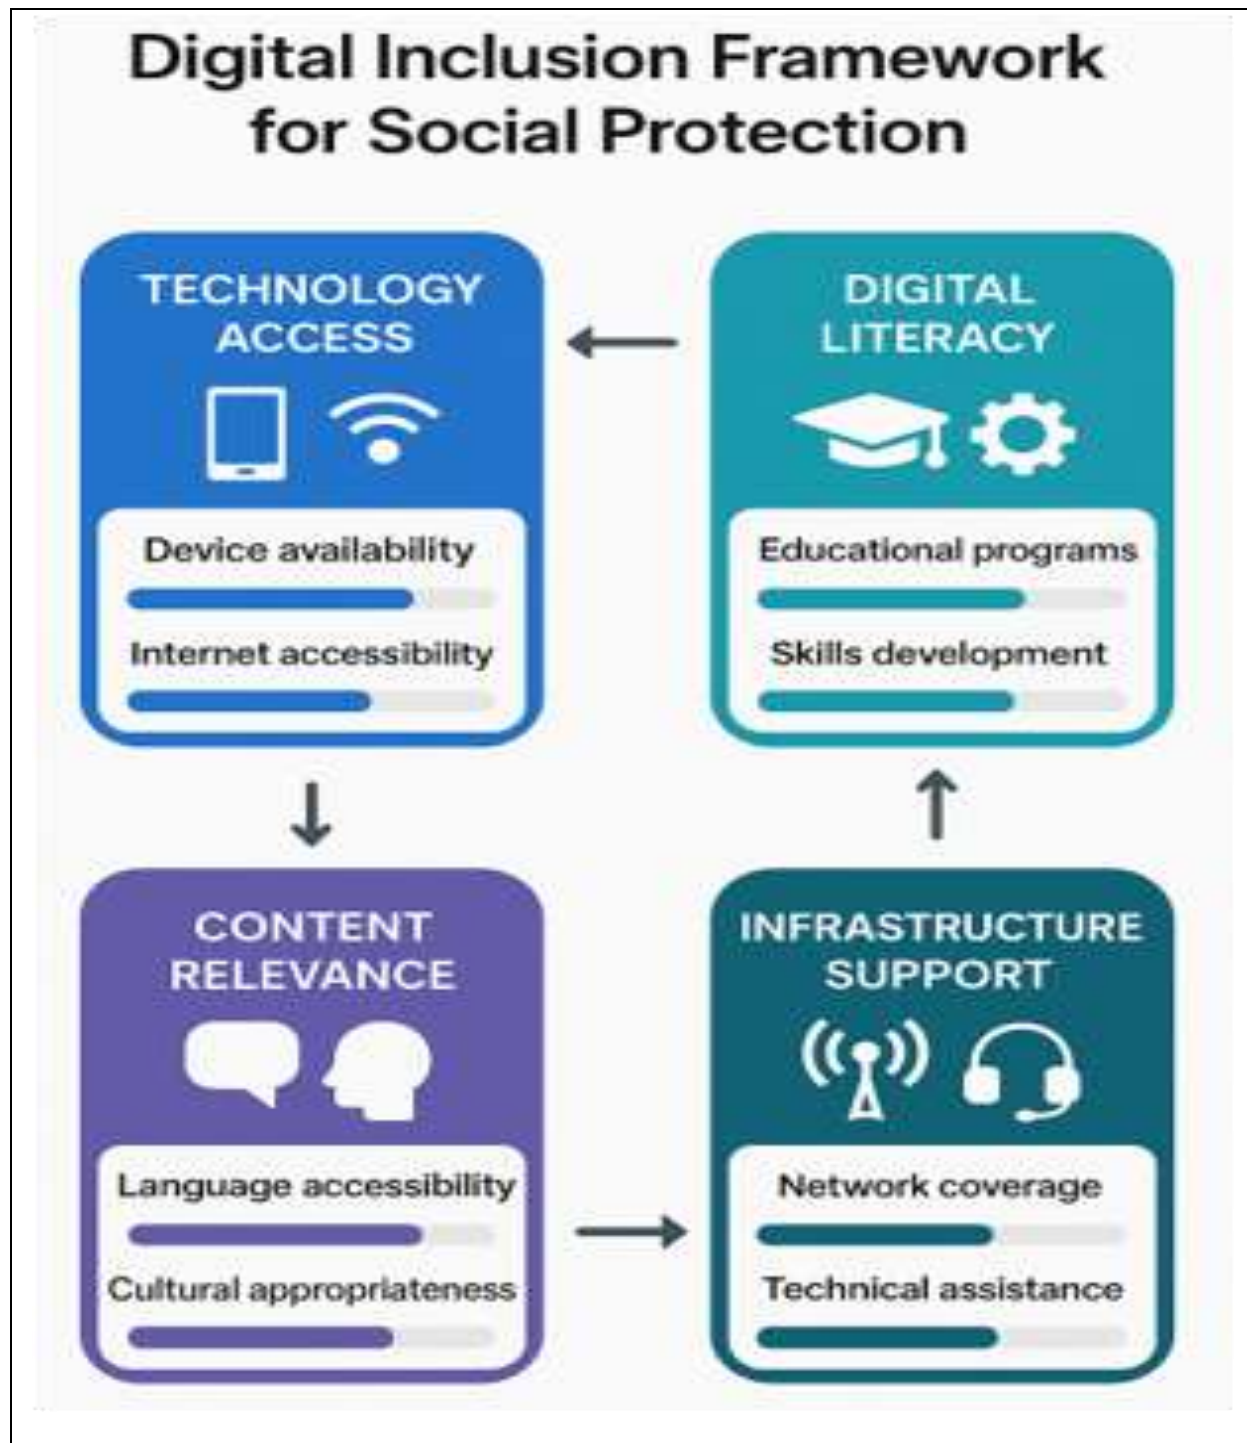 Digital Inclusion Framework
for Social Protection
TECHNOLOGY
ACCESS
Device availability
Internet accessibility
DIGITAL
LITERACY
Educational programs
Skills development
CONTENT
RELEVANCE
Language accessibility
Cultural appropriateness
INFRASTRUCTURE
SUPPORT
Network coverage
Technical assistance